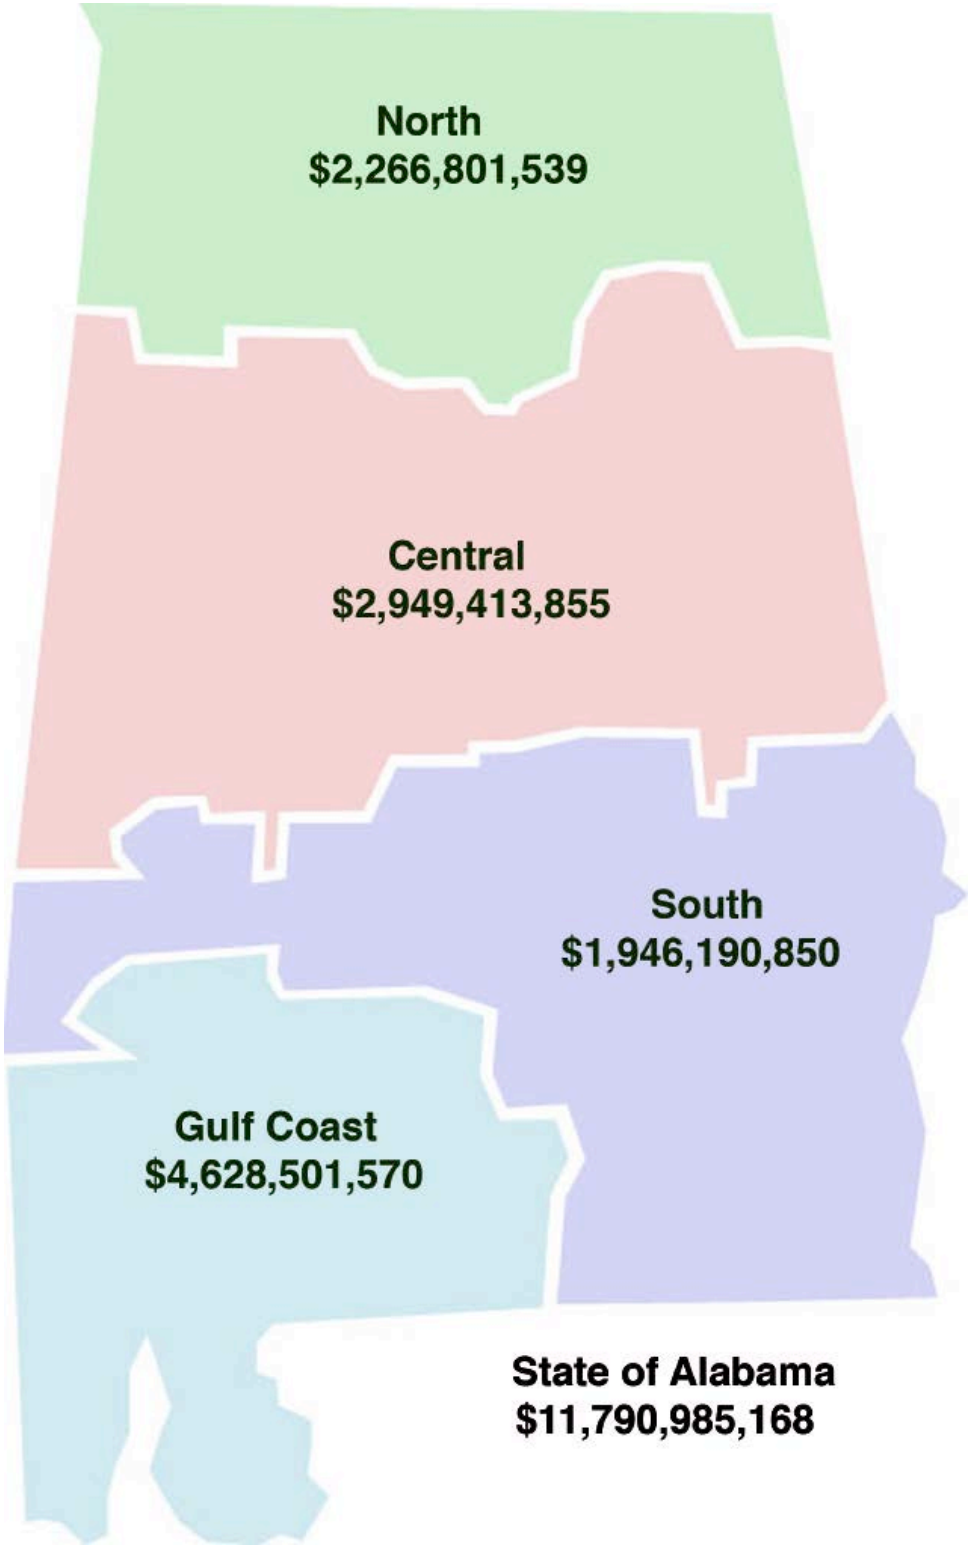 North
$2,266,801,539
Central
$2,949,413,855
South
$1,946,190,850
Gulf Coast
$4,628,501,570
State of Alabama
$11,790,985,168